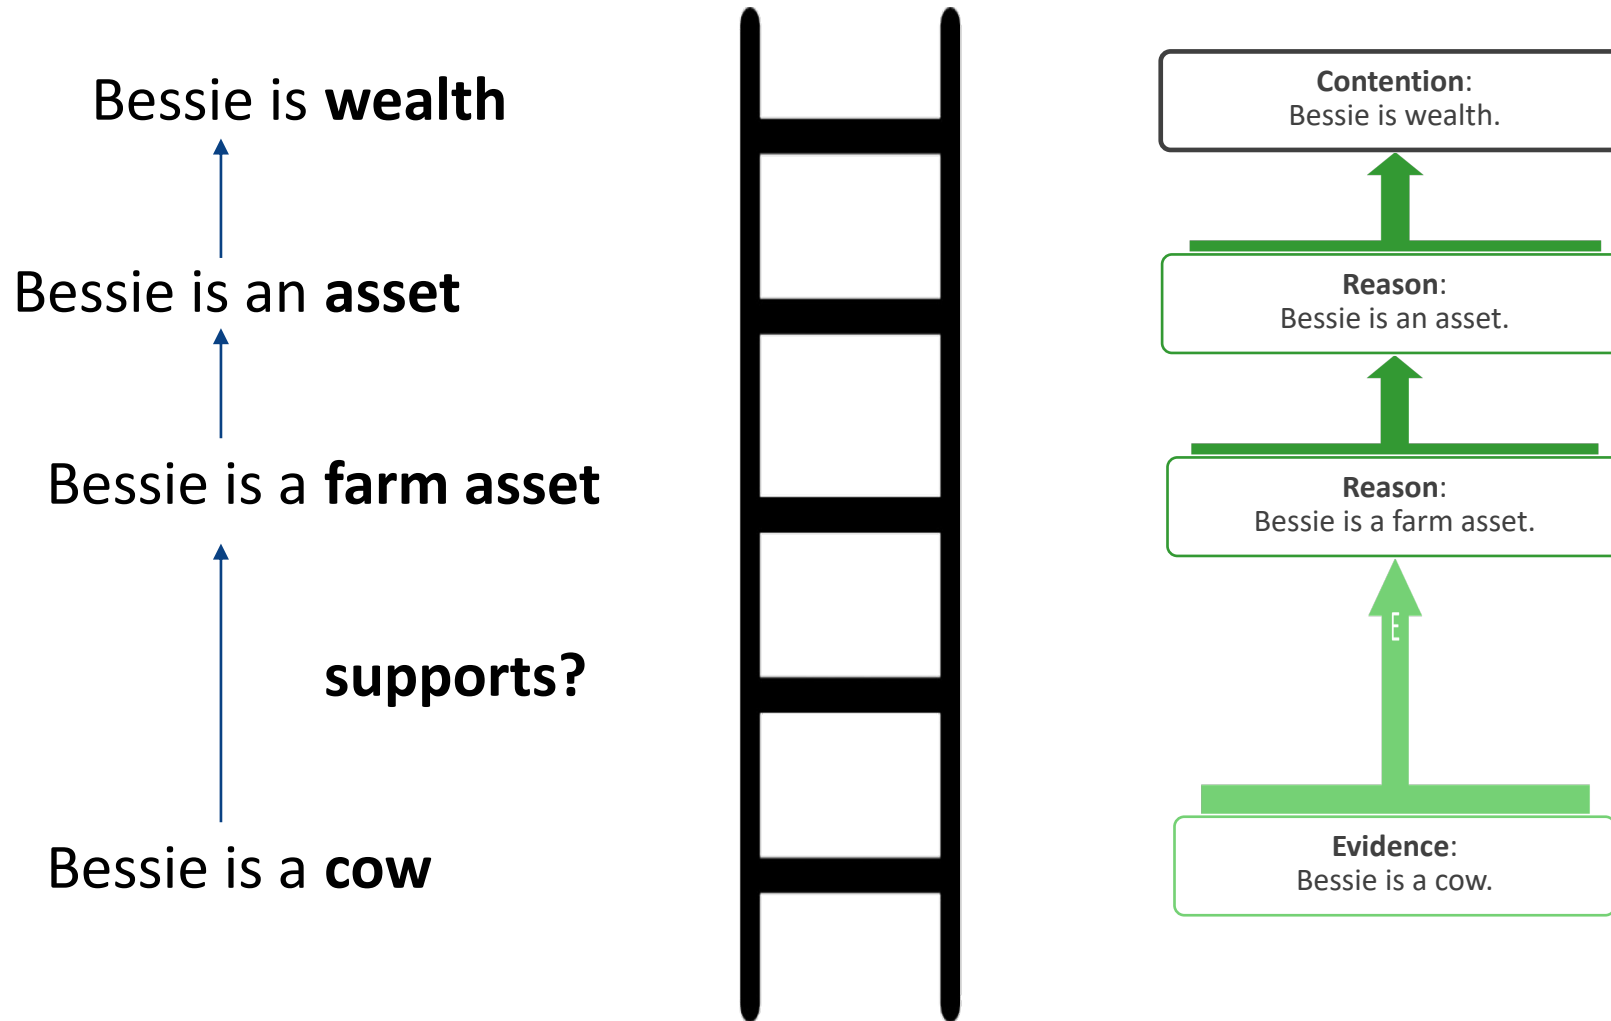 Bessie is wealth
Bessie is an asset
Bessie is a farm asset
supports?
Bessie is a cow
Contention:
Bessie is wealth.
Reason:
Bessie is an asset.
Reason:
Bessie is a farm asset.
E
Evidence:
Bessie is a cow.